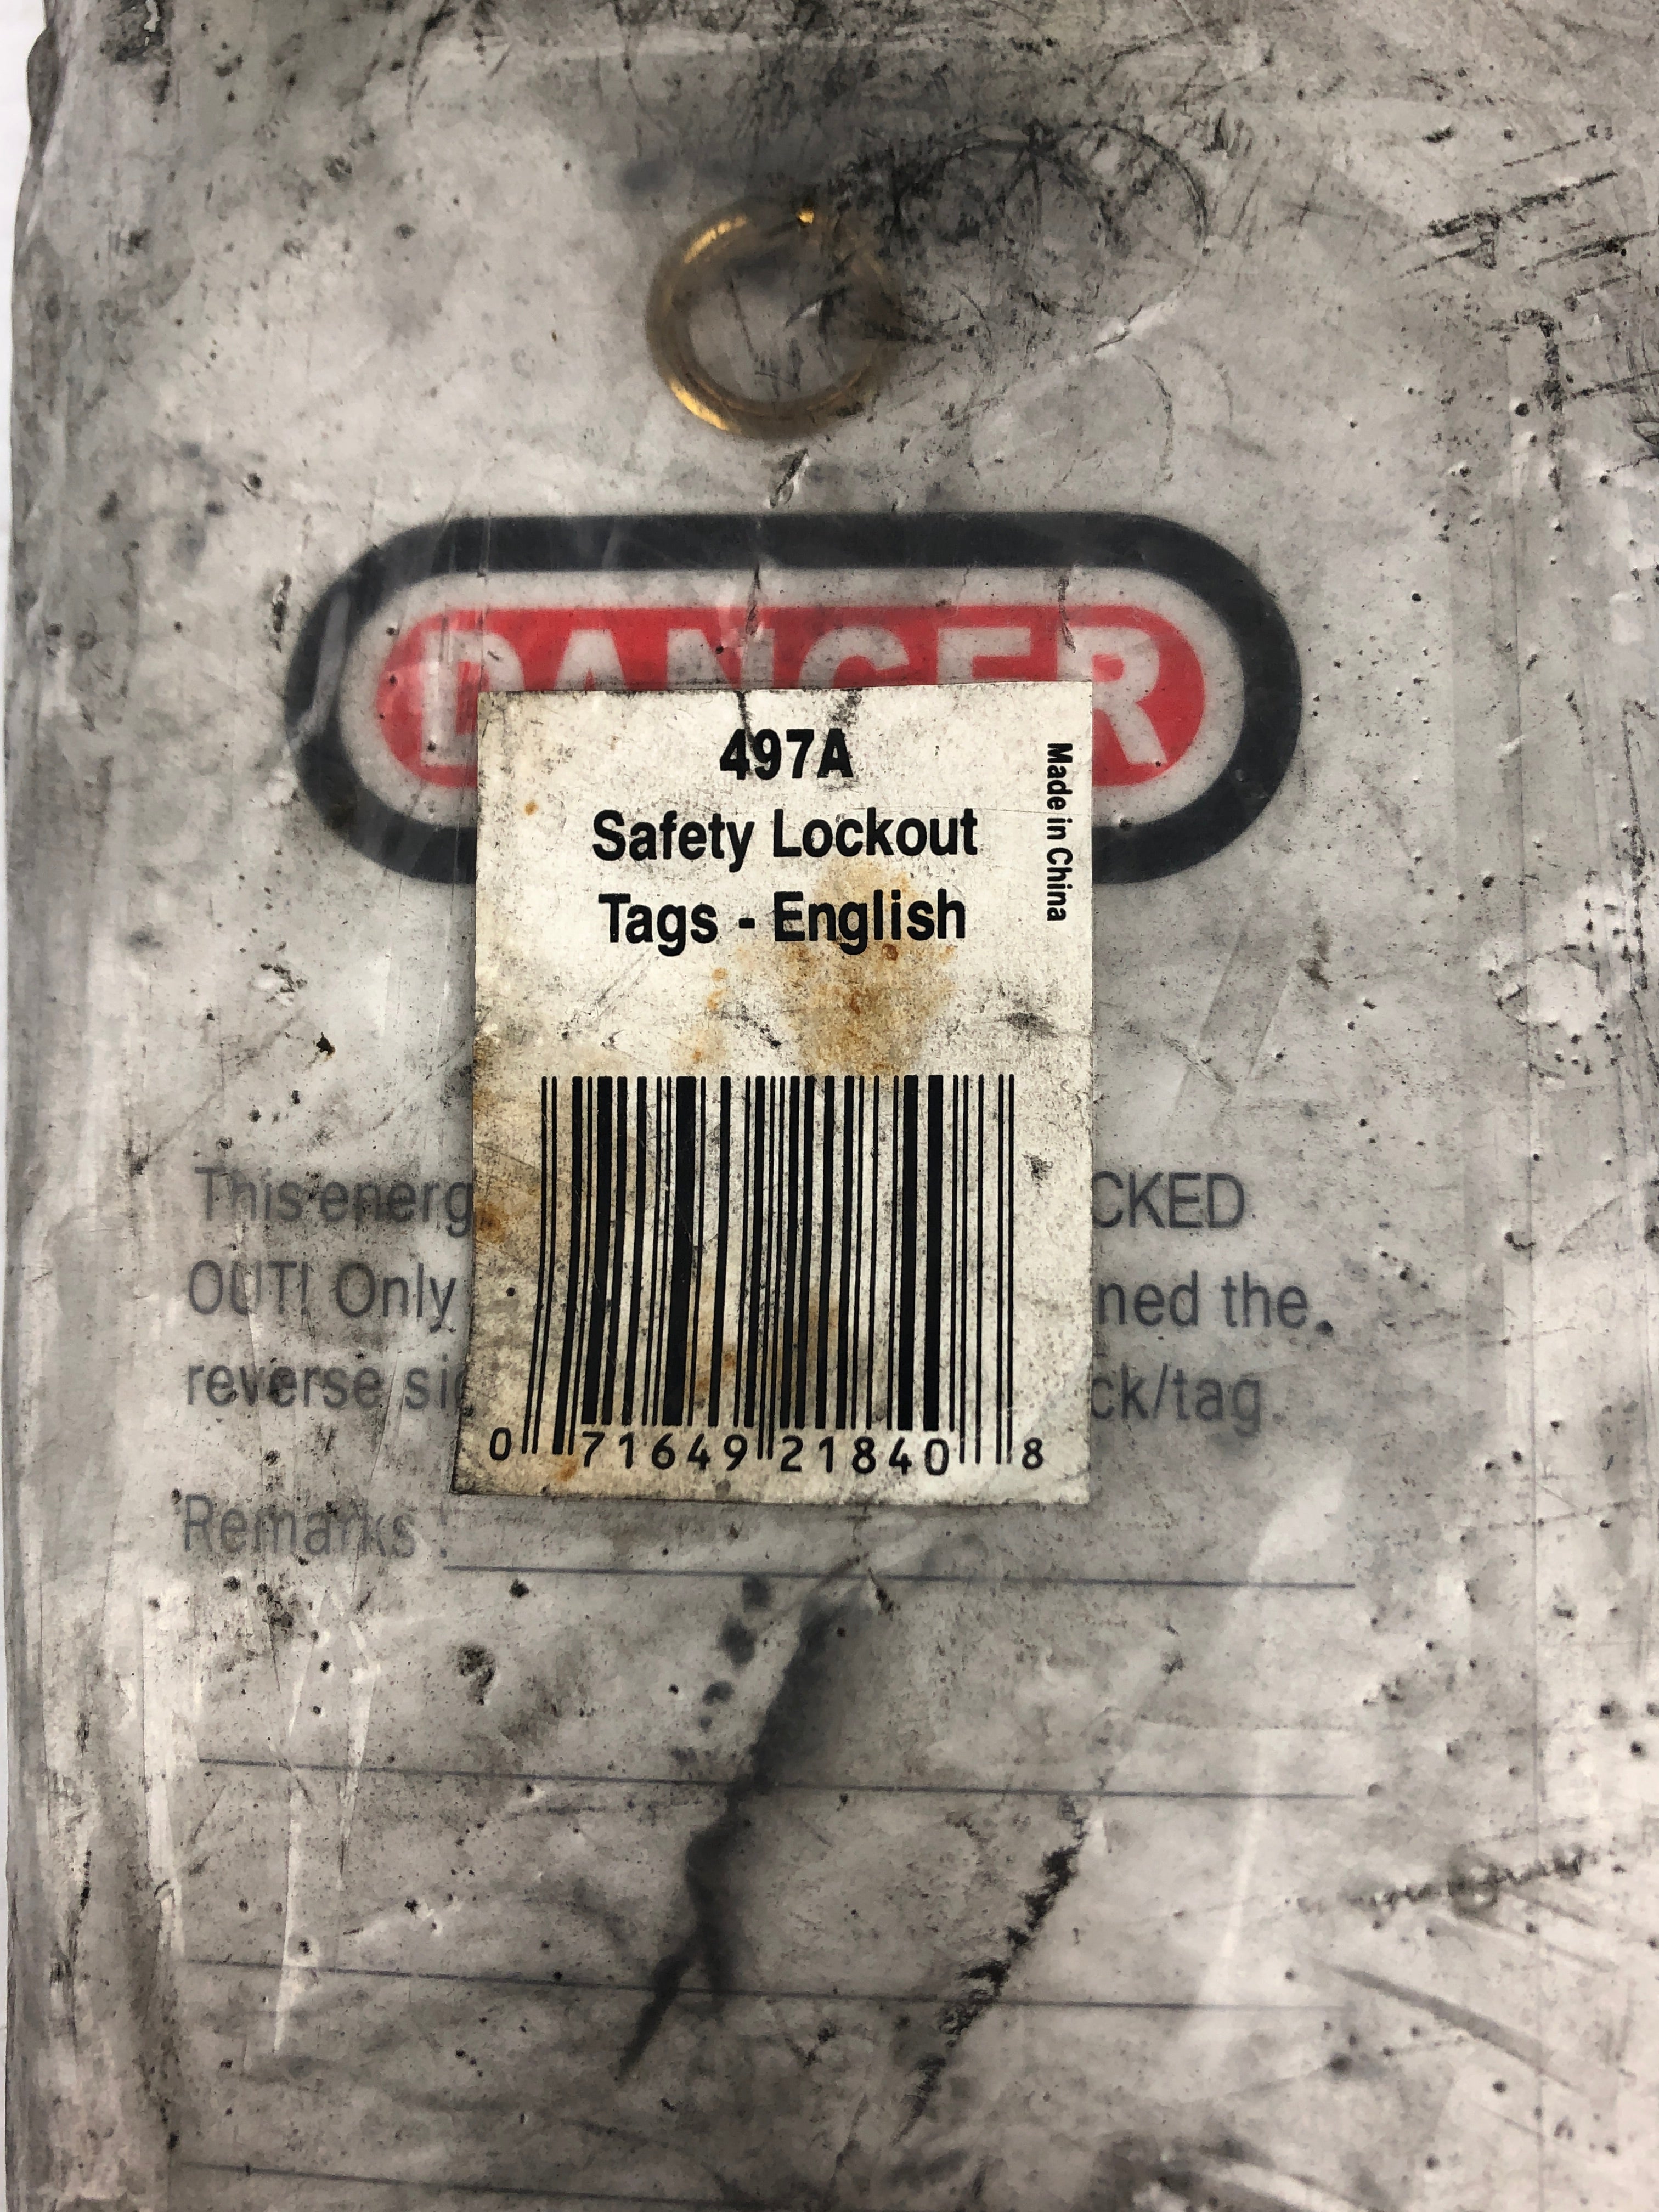 DANGER
497A
Safety Lockout
Tags - English
Made in China
0 71649 21840 8
This energ CKED
OUT! Only ned the
reverse sid ck/tag
Remarks :